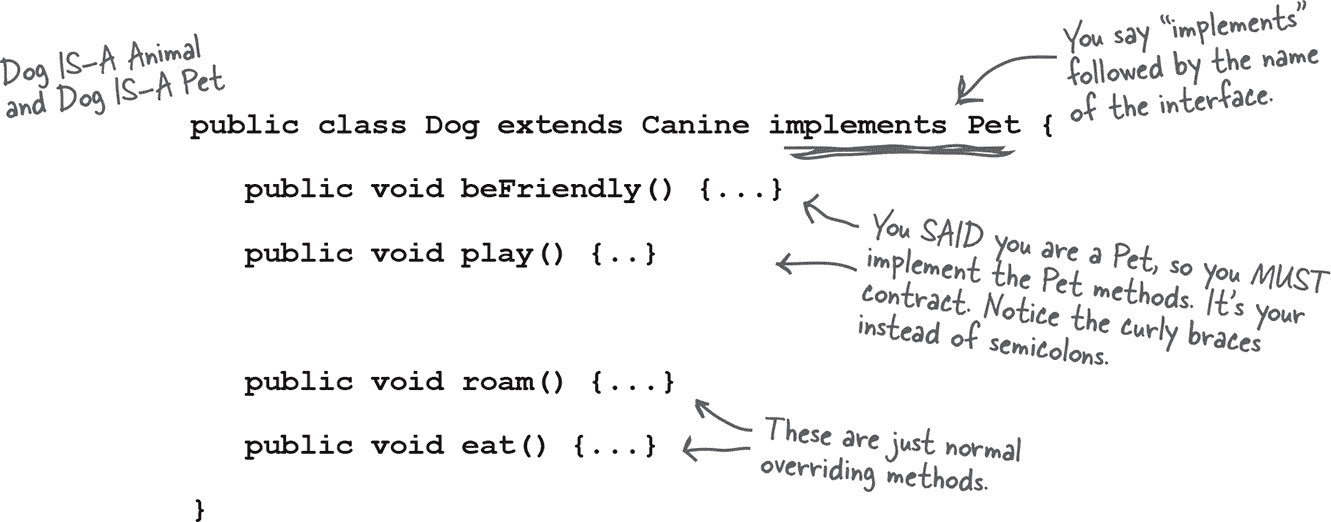 Dog IS-A Animal
and Dog IS-A Pet
You say “implements”
followed by the name
of the interface.
public class Dog extends Canine implements Pet {
public void beFriendly() {...}
public void play() {..}
You SAID you are a Pet, so you MUST
implement the Pet methods. It's your
contract. Notice the curly braces
instead of semicolons.
public void roam() {...}
public void eat() {...}
These are just normal
overriding methods.
}